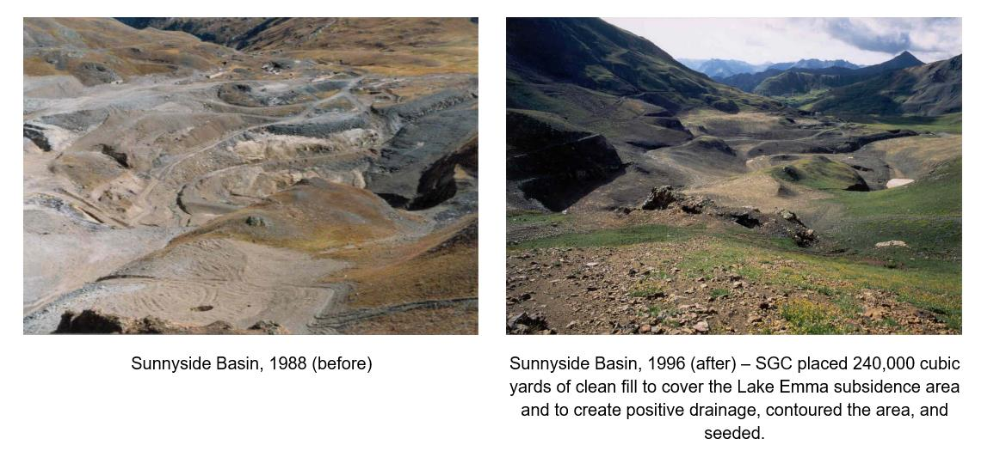 Sunnyside Basin, 1988 (before)
Sunnyside Basin, 1996 (after) – SGC placed 240,000 cubic
yards of clean fill to cover the Lake Emma subsidence area
and to create positive drainage, contoured the area, and
seeded.